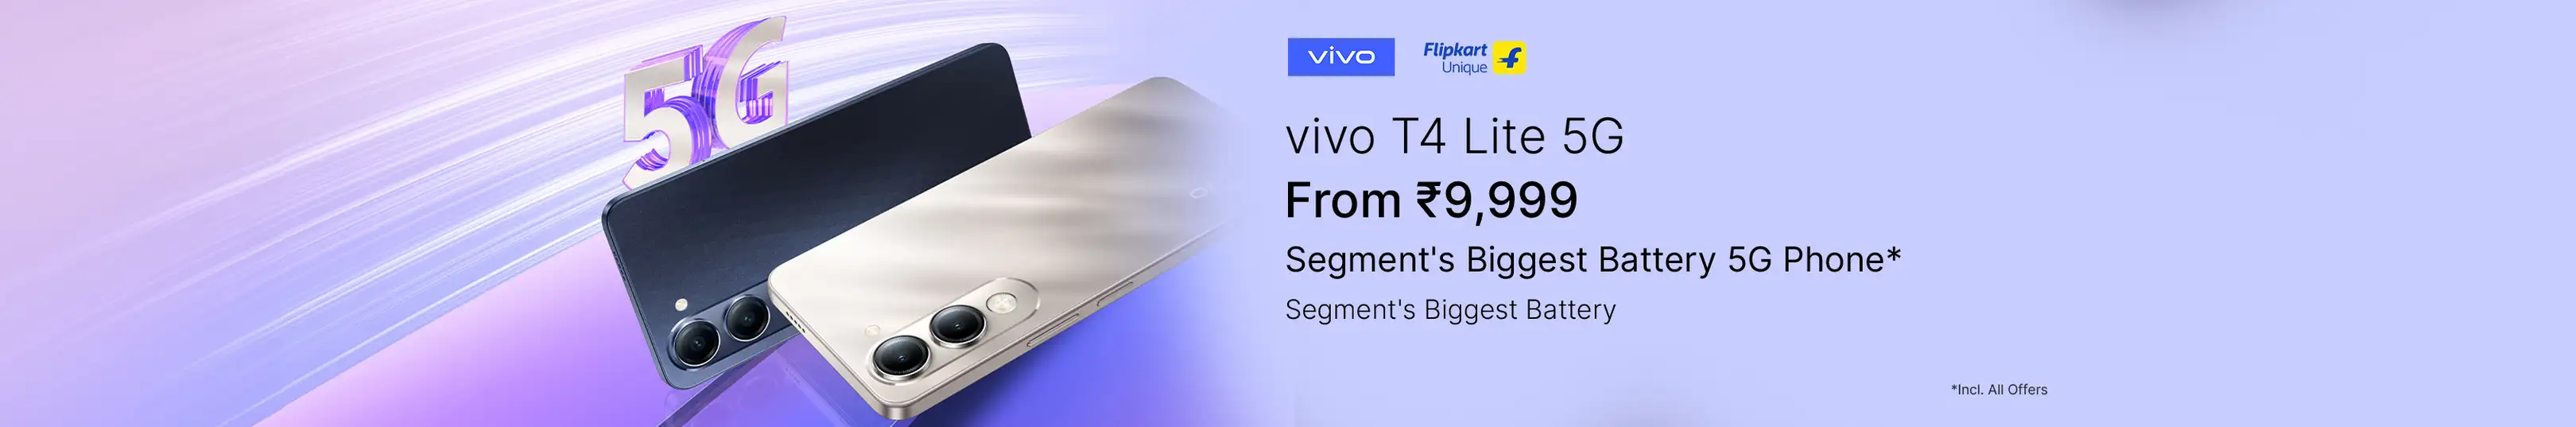 5G
vivo
Flipkart
Unique
vivo T4 Lite 5G
From ₹9,999
Segment's Biggest Battery 5G Phone*
Segment's Biggest Battery
*Incl. All Offers